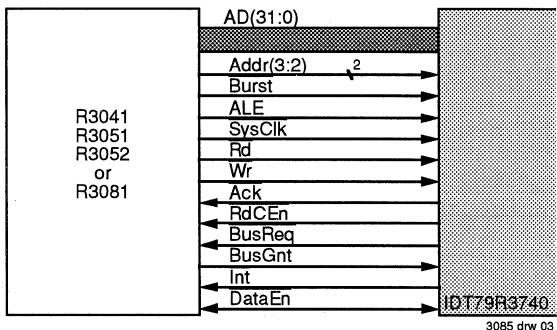 AD(31:0)
R3041
R3051
R3052
or
R3081
Addr(3:2)
2
Burst
ALE
SysClk
Rd
Wr
Ack
RdCEn
BusReq
BusGnt
Int
DataEn
IDT79R3740
3085 drw 03